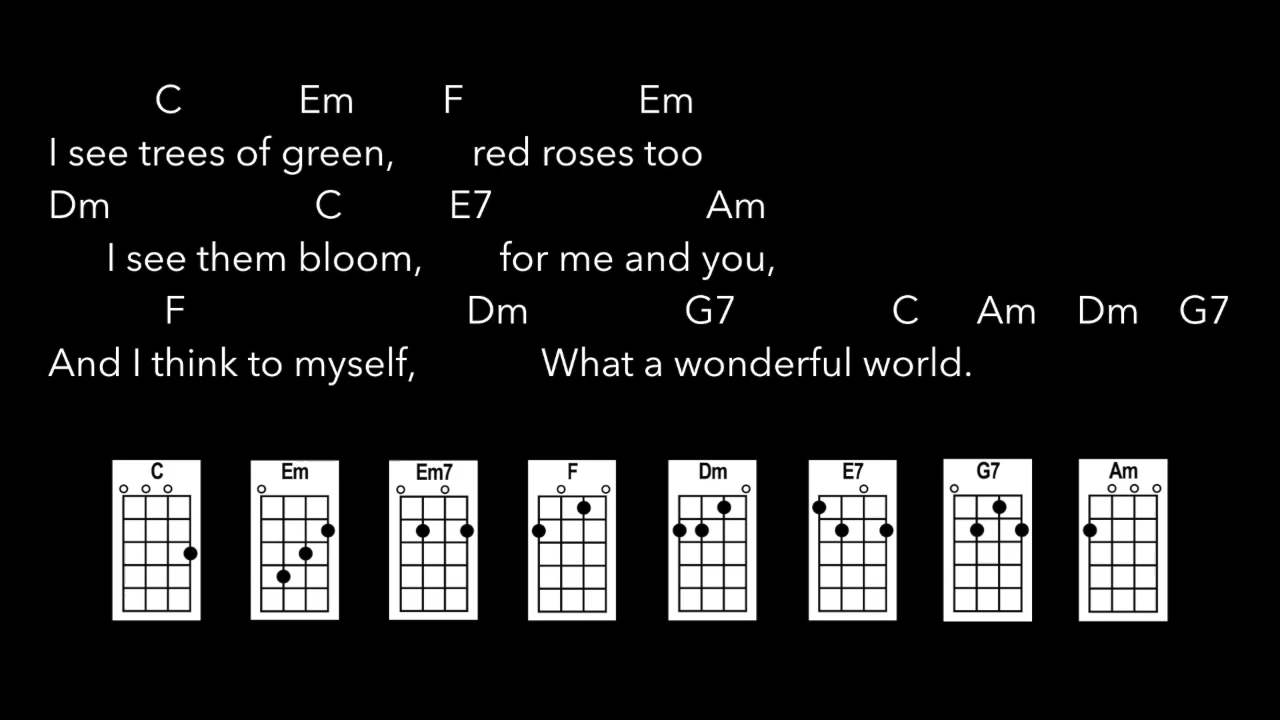 C Em F Em
I see trees of green, red roses too
Dm C E7 Am
I see them bloom, for me and you,
F Dm G7 C Am Dm G7
And I think to myself, What a wonderful world.
C Em Em7 F Dm E7 G7 Am